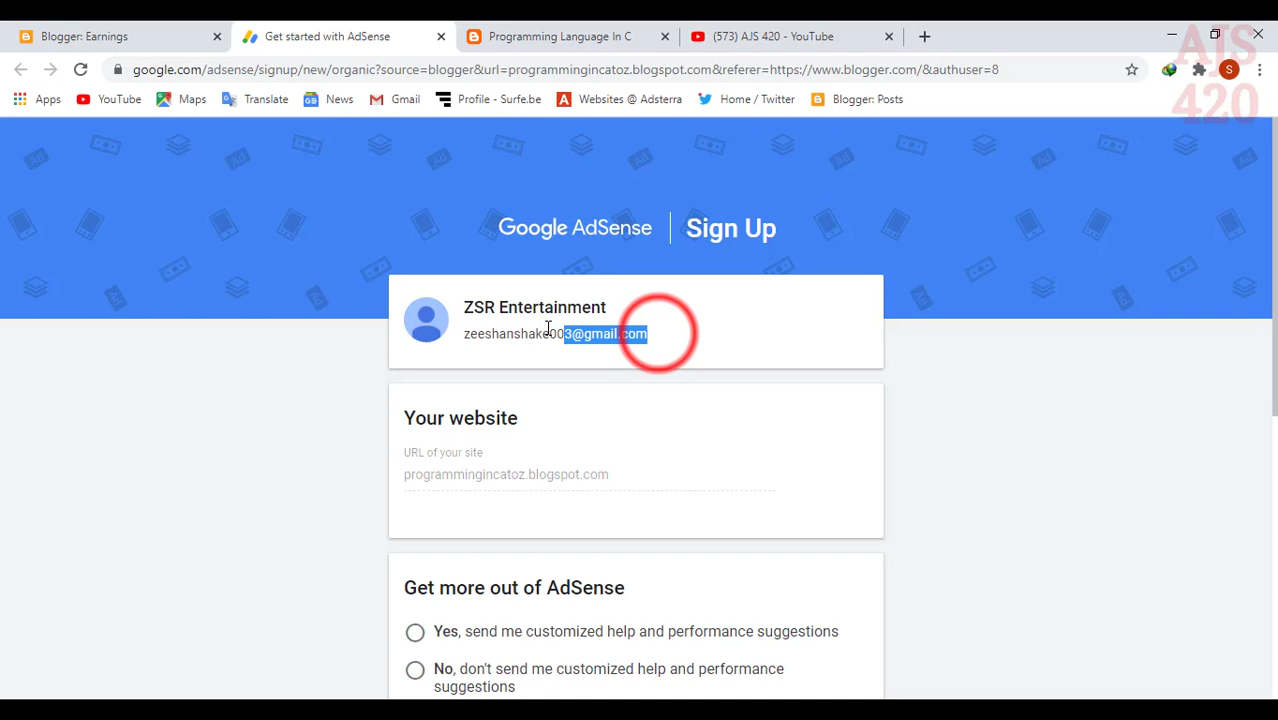 Blogger: Earnings
Get started with AdSense
Programming Language In C
(573) AJS 420 - YouTube
google.com/adsense/signup/new/organic?source=blogger&url=programmingincatoz.blogspot.com&referer=https://www.blogger.com/&authuser=8
S
AJS
420
Apps
YouTube
Maps
Translate
News
Gmail
Profile - Surfe.be
Websites @ Adsterra
Home / Twitter
Blogger: Posts
Google AdSense
Sign Up
ZSR Entertainment
zeeshanshake003@gmail.com
Your website
URL of your site
programmingincatoz.blogspot.com
Get more out of AdSense
Yes, send me customized help and performance suggestions
No, don't send me customized help and performance
suggestions